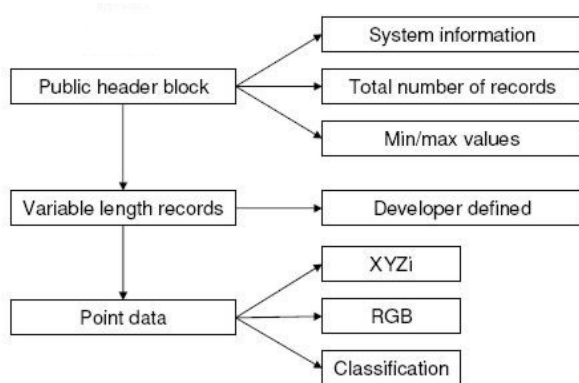 System information
Public header block
Total number of records
Min/max values
Variable length records
Developer defined
XYZi
Point data
RGB
Classification